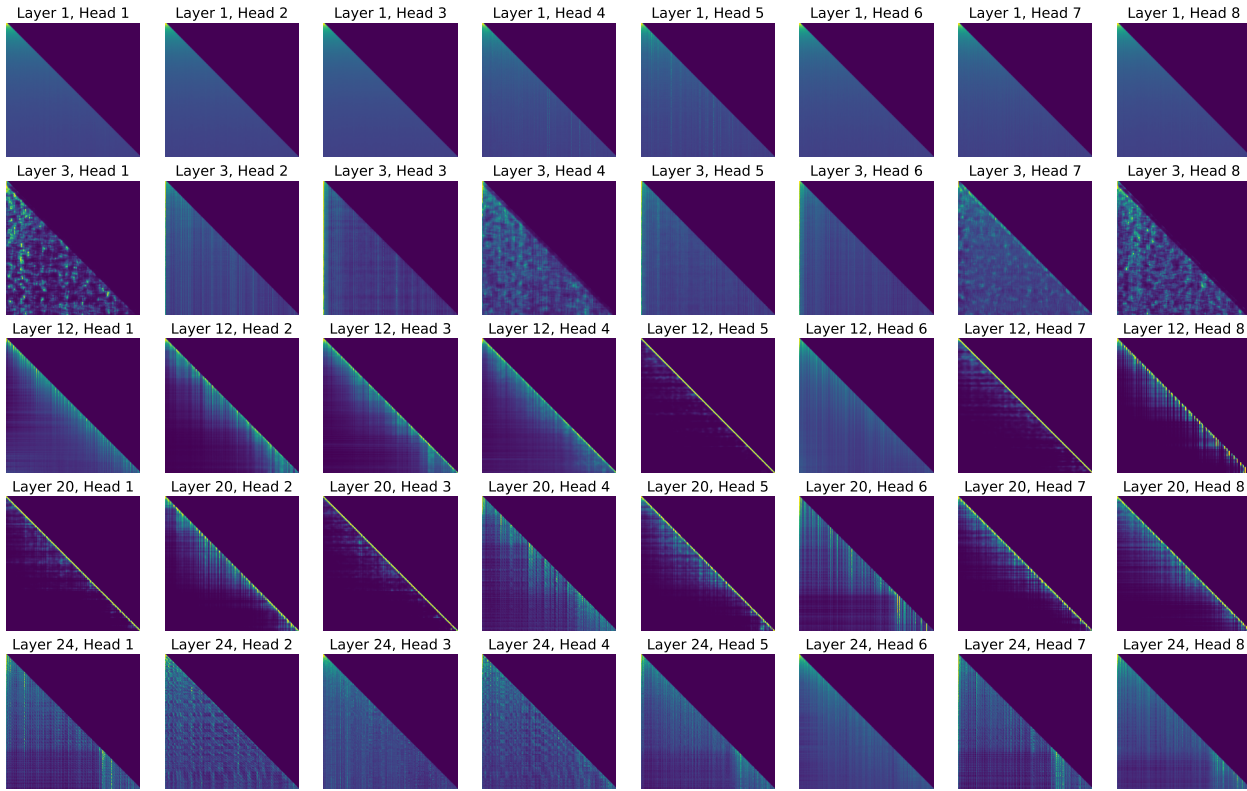 Layer 1, Head 1 Layer 1, Head 2 Layer 1, Head 3 Layer 1, Head 4 Layer 1, Head 5 Layer 1, Head 6 Layer 1, Head 7 Layer 1, Head 8
Layer 3, Head 1 Layer 3, Head 2 Layer 3, Head 3 Layer 3, Head 4 Layer 3, Head 5 Layer 3, Head 6 Layer 3, Head 7 Layer 3, Head 8
Layer 12, Head 1 Layer 12, Head 2 Layer 12, Head 3 Layer 12, Head 4 Layer 12, Head 5 Layer 12, Head 6 Layer 12, Head 7 Layer 12, Head 8
Layer 20, Head 1 Layer 20, Head 2 Layer 20, Head 3 Layer 20, Head 4 Layer 20, Head 5 Layer 20, Head 6 Layer 20, Head 7 Layer 20, Head 8
Layer 24, Head 1 Layer 24, Head 2 Layer 24, Head 3 Layer 24, Head 4 Layer 24, Head 5 Layer 24, Head 6 Layer 24, Head 7 Layer 24, Head 8